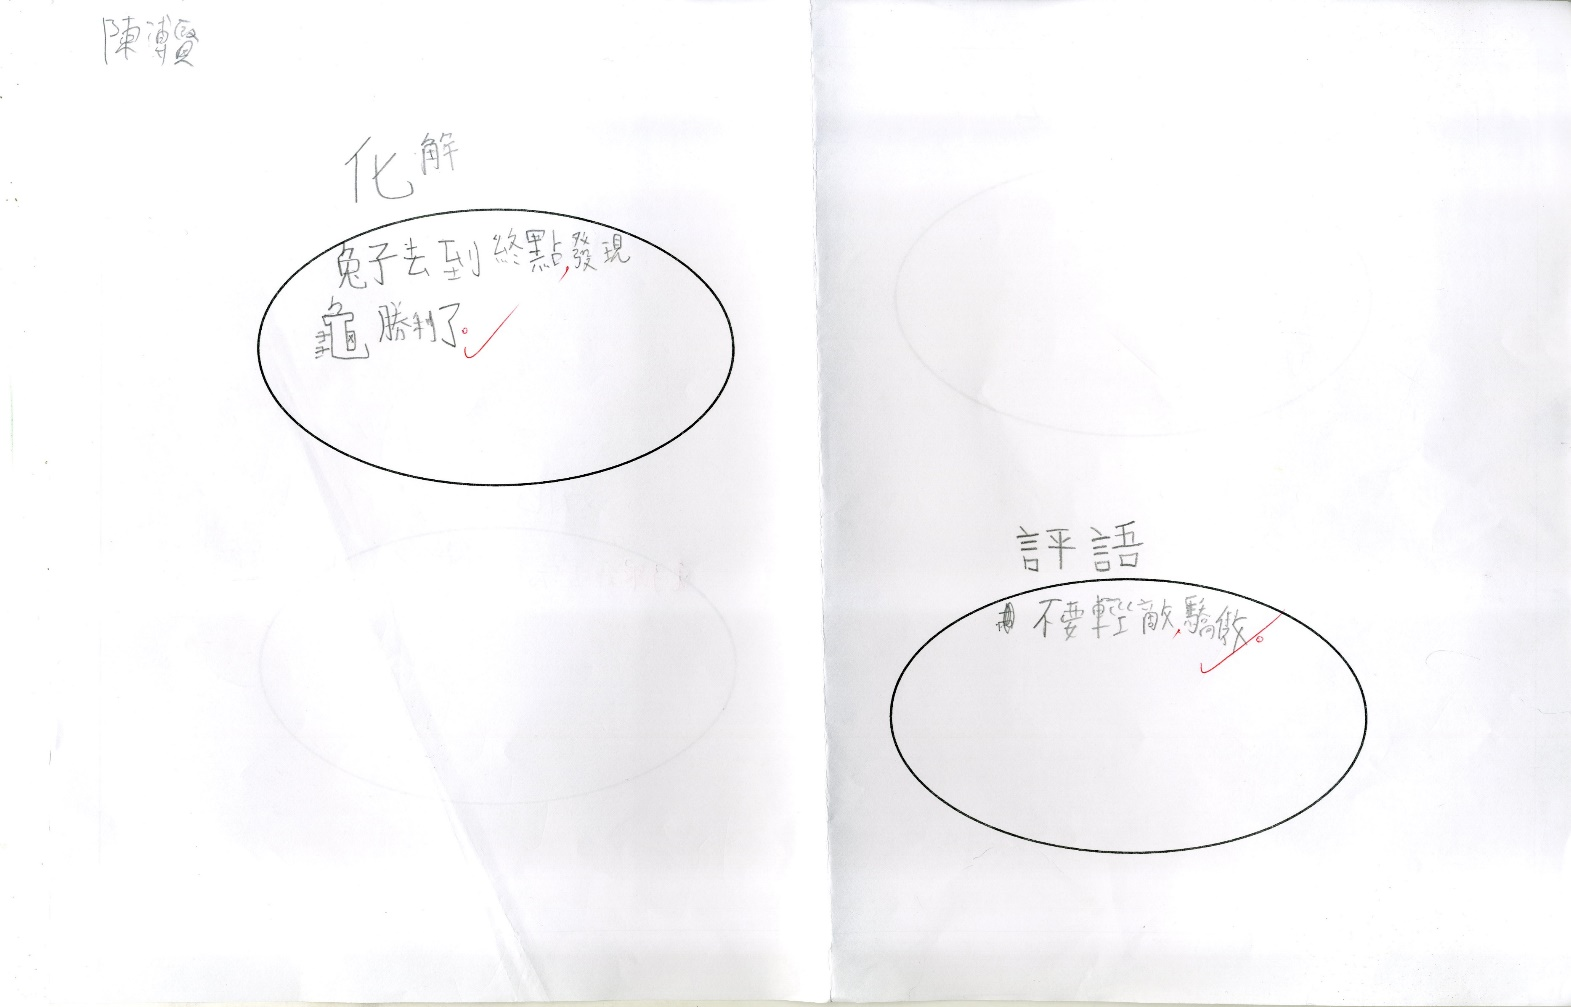 陳溥賢
化解
兔子去到終點,發現
龜勝利了。
評語
不要輕敵,驕傲。